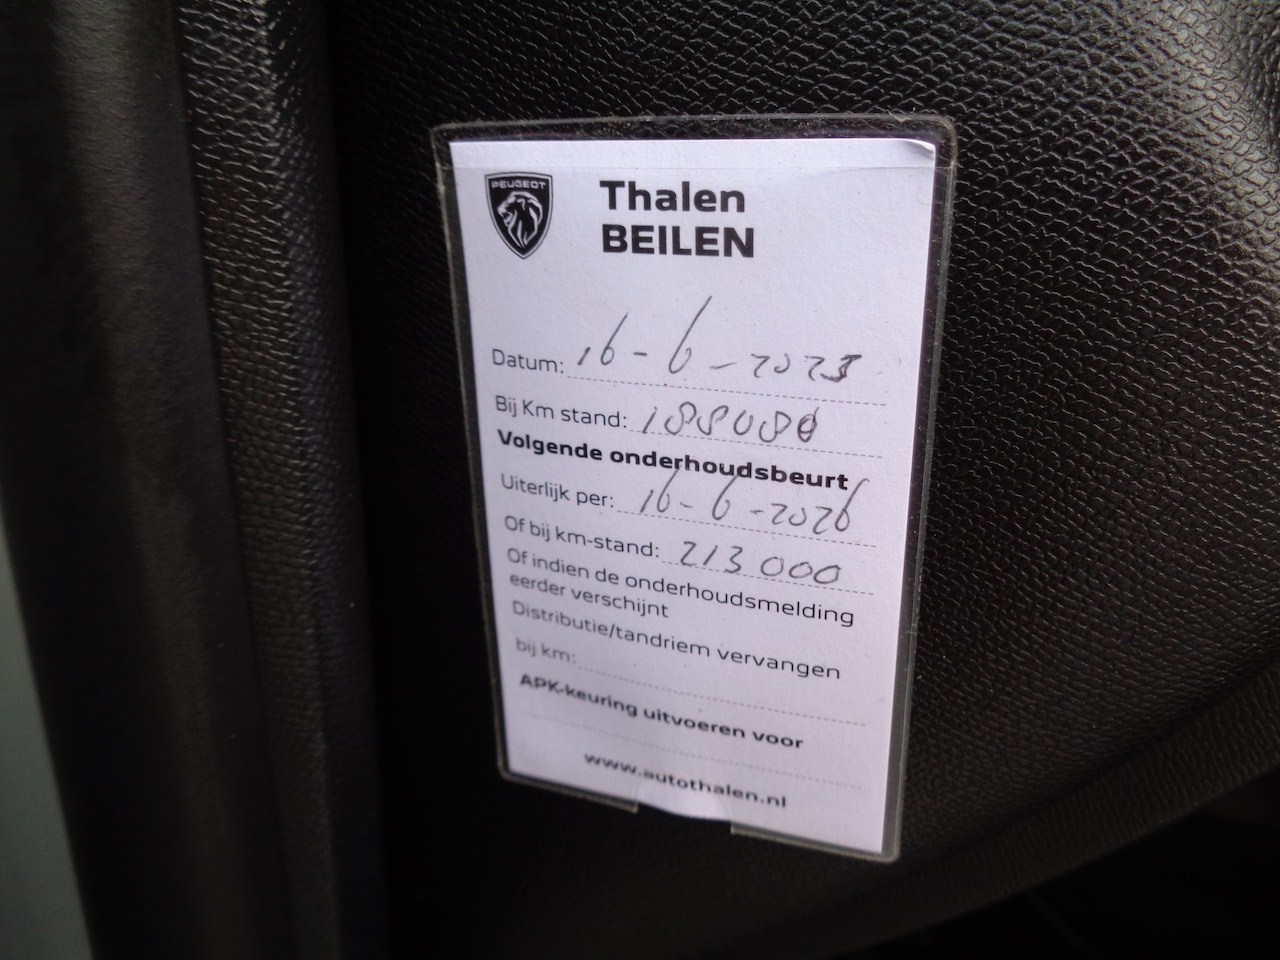 PEUGEOT
Thalen
BEILEN
Datum: 16-6-2025
Bij Km stand: 188080
Volgende onderhoudsbeurt
Uiterlijk per: 16-6-2026
Of bij km-stand: 213000
Of indien de onderhoudsmelding
eerder verschijnt
Distributie/tandriem vervangen
bij km:
APK-keuring uitvoeren voor
www.autothalen.nl